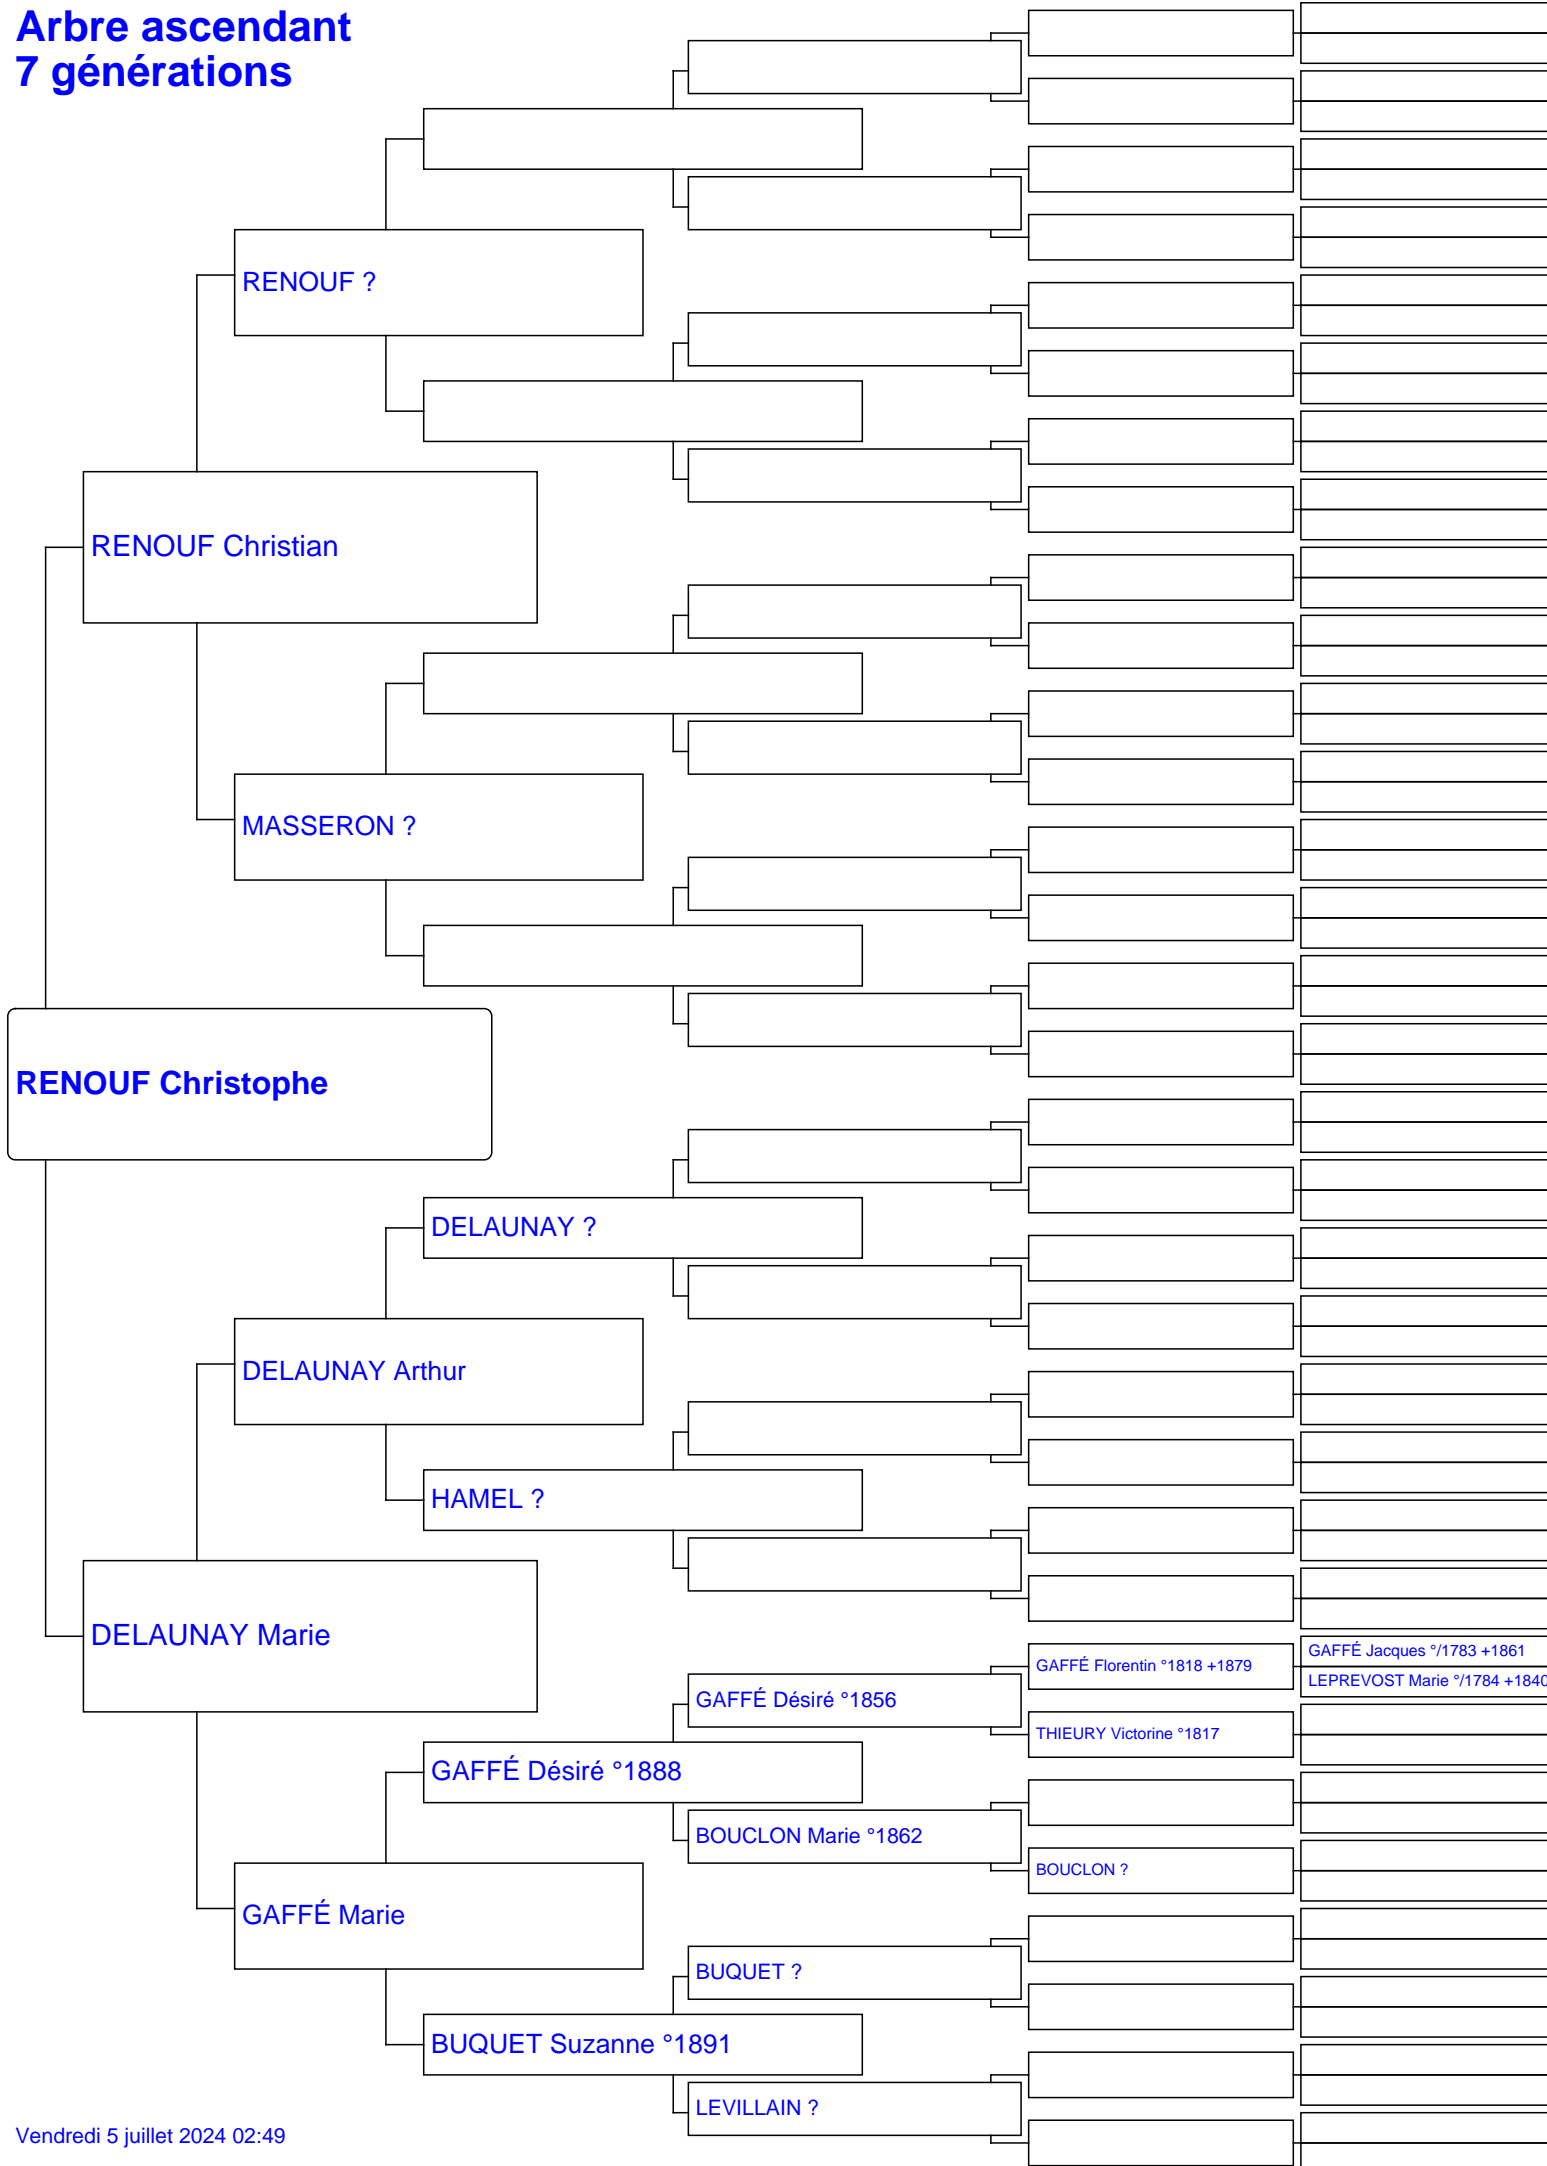 Arbre ascendant
7 générations
RENOUF ?
RENOUF Christian
MASSERON ?
RENOUF Christophe
DELAUNAY ?
DELAUNAY Arthur
HAMEL ?
DELAUNAY Marie
GAFFÉ Jacques °/1783 +1861
GAFFÉ Florentin °1818 +1879
LEPREVOST Marie °/1784 +1840
GAFFÉ Désiré °1856
THIEURY Victorine °1817
GAFFÉ Désiré °1888
BOUCLON Marie °1862
BOUCLON ?
GAFFÉ Marie
BUQUET ?
BUQUET Suzanne °1891
LEVILLAIN ?
Vendredi 5 juillet 2024 02:49